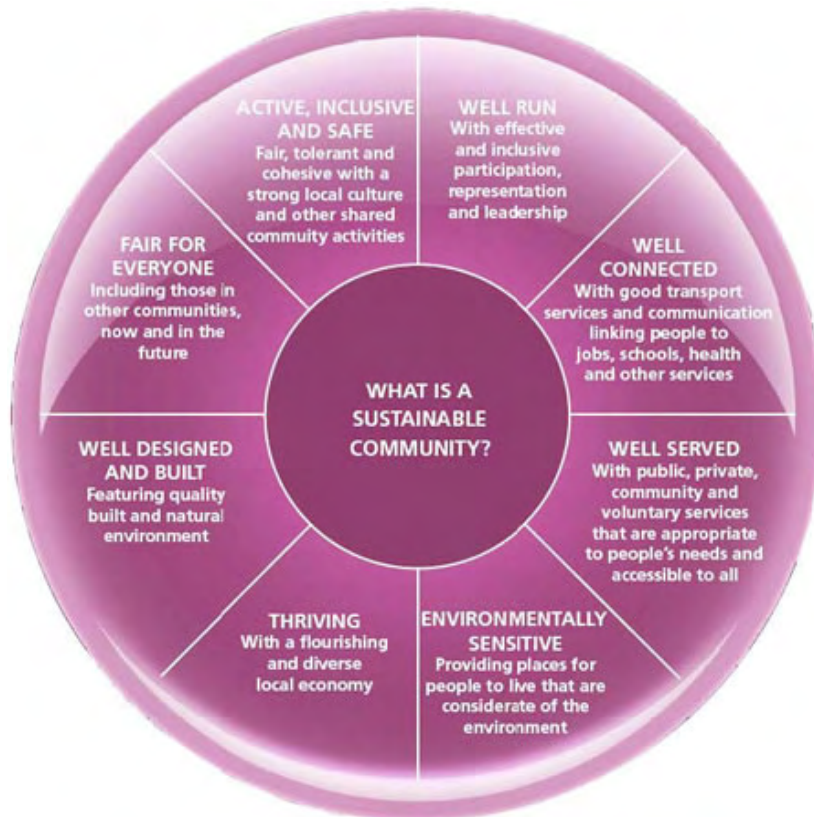 ACTIVE, INCLUSIVE
AND SAFE
Fair, tolerant and
cohesive with a
strong local culture
and other shared
commuity activities
WELL RUN
With effective
and inclusive
participation,
representation
and leadership
WELL
CONNECTED
With good transport
services and communication
linking people to
jobs, schools, health
and other services
WELL SERVED
With public, private,
community and
voluntary services
that are appropriate
to people's needs and
accessible to all
ENVIRONMENTALLY
SENSITIVE
Providing places for
people to live that are
considerate of the
environment
THRIVING
With a flourishing
and diverse
local economy
WELL DESIGNED
AND BUILT
Featuring quality
built and natural
environment
FAIR FOR
EVERYONE
Including those in
other communities,
now and in the
future
WHAT IS A
SUSTAINABLE
COMMUNITY?